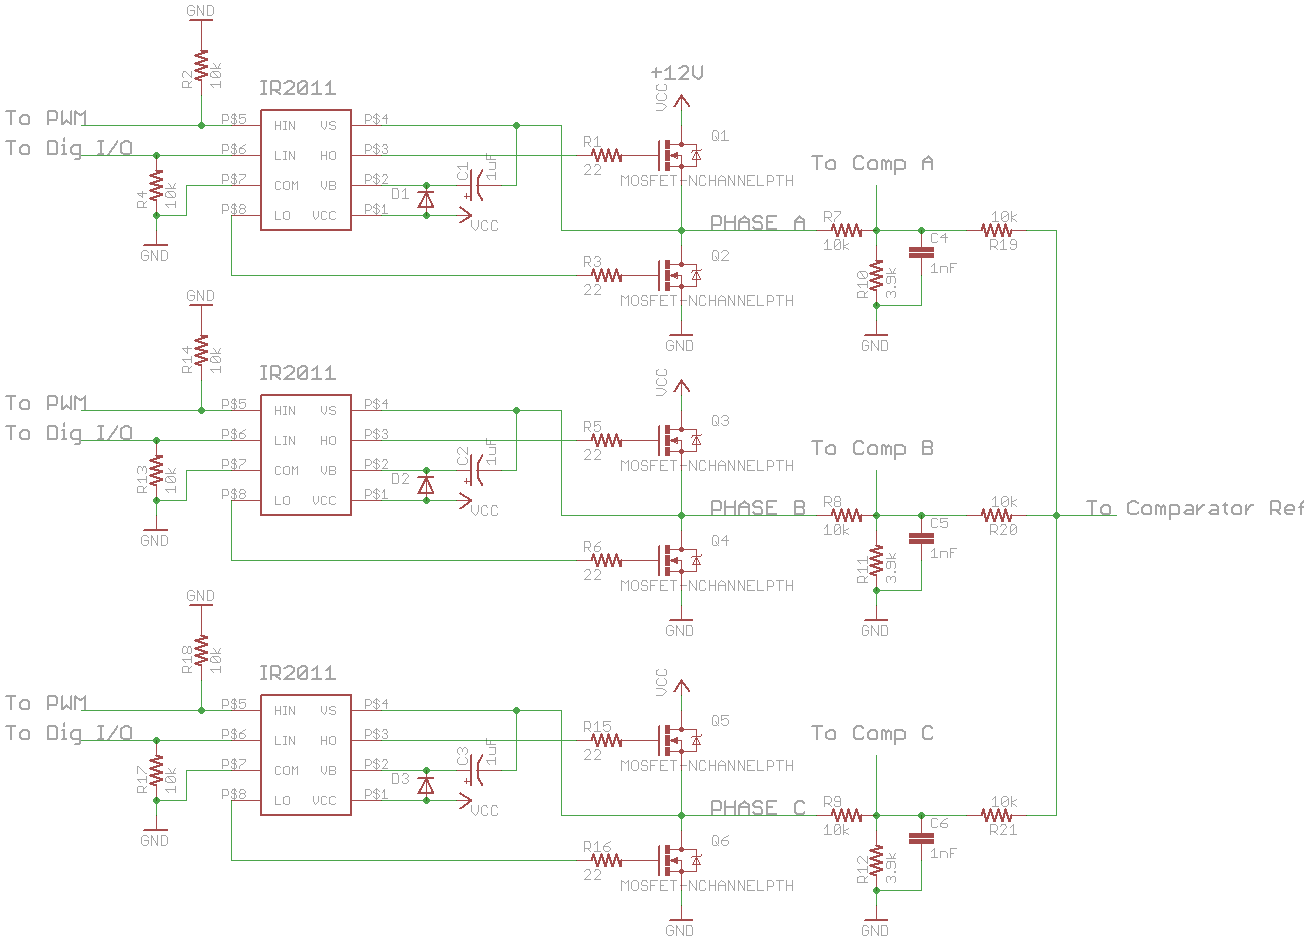 GND
R2
10k
IR2011
To PWM
To Dig I/O
P$5 HIN VS P$4
P$6 LIN HO P$3
P$7 COM VB P$2
P$8 LO VCC P$1
R4
10k
GND
D1
C1
1uF
VCC
+12V
VCC
R1
22
Q1
MOSFET-NCHANNELPTH
PHASE A
R3
22
Q2
MOSFET-NCHANNELPTH
GND
To Comp A
R7
10k
C4
1nF
R10
3.9k
GND
10k
R19
GND
R14
10k
IR2011
To PWM
To Dig I/O
P$5 HIN VS P$4
P$6 LIN HO P$3
P$7 COM VB P$2
P$8 LO VCC P$1
R13
10k
GND
D2
C2
1uF
VCC
VCC
R5
22
Q3
MOSFET-NCHANNELPTH
PHASE B
R6
22
Q4
MOSFET-NCHANNELPTH
GND
To Comp B
R8
10k
C5
1nF
R11
3.9k
GND
10k
R20
To Comparator Ref
GND
R18
10k
IR2011
To PWM
To Dig I/O
P$5 HIN VS P$4
P$6 LIN HO P$3
P$7 COM VB P$2
P$8 LO VCC P$1
R17
10k
GND
D3
C3
1uF
VCC
VCC
R15
22
Q5
MOSFET-NCHANNELPTH
PHASE C
R16
22
Q6
MOSFET-NCHANNELPTH
GND
To Comp C
R9
10k
C6
1nF
R12
3.9k
GND
10k
R21